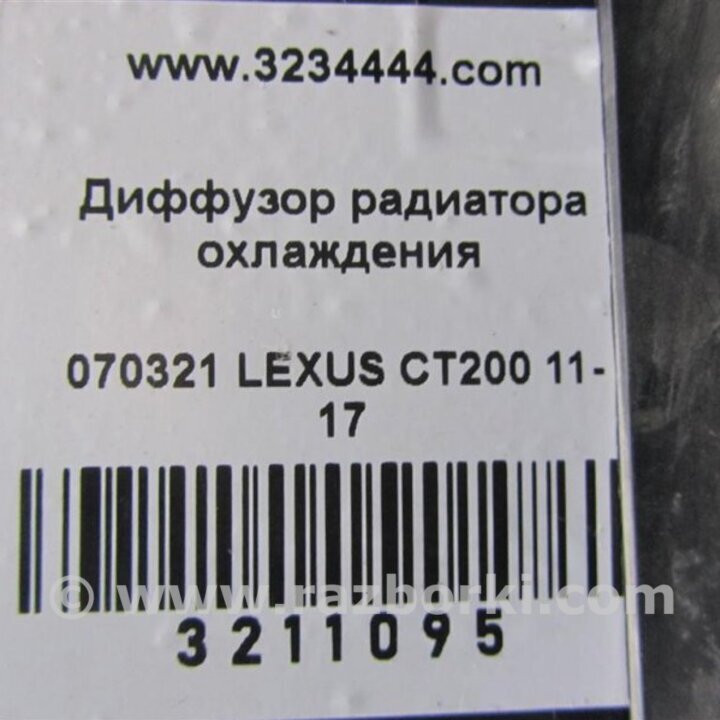 www.3234444.com
Диффузор радиатора
охлаждения
070321 LEXUS CT200 11-
17
© www.razborki.com
3211095